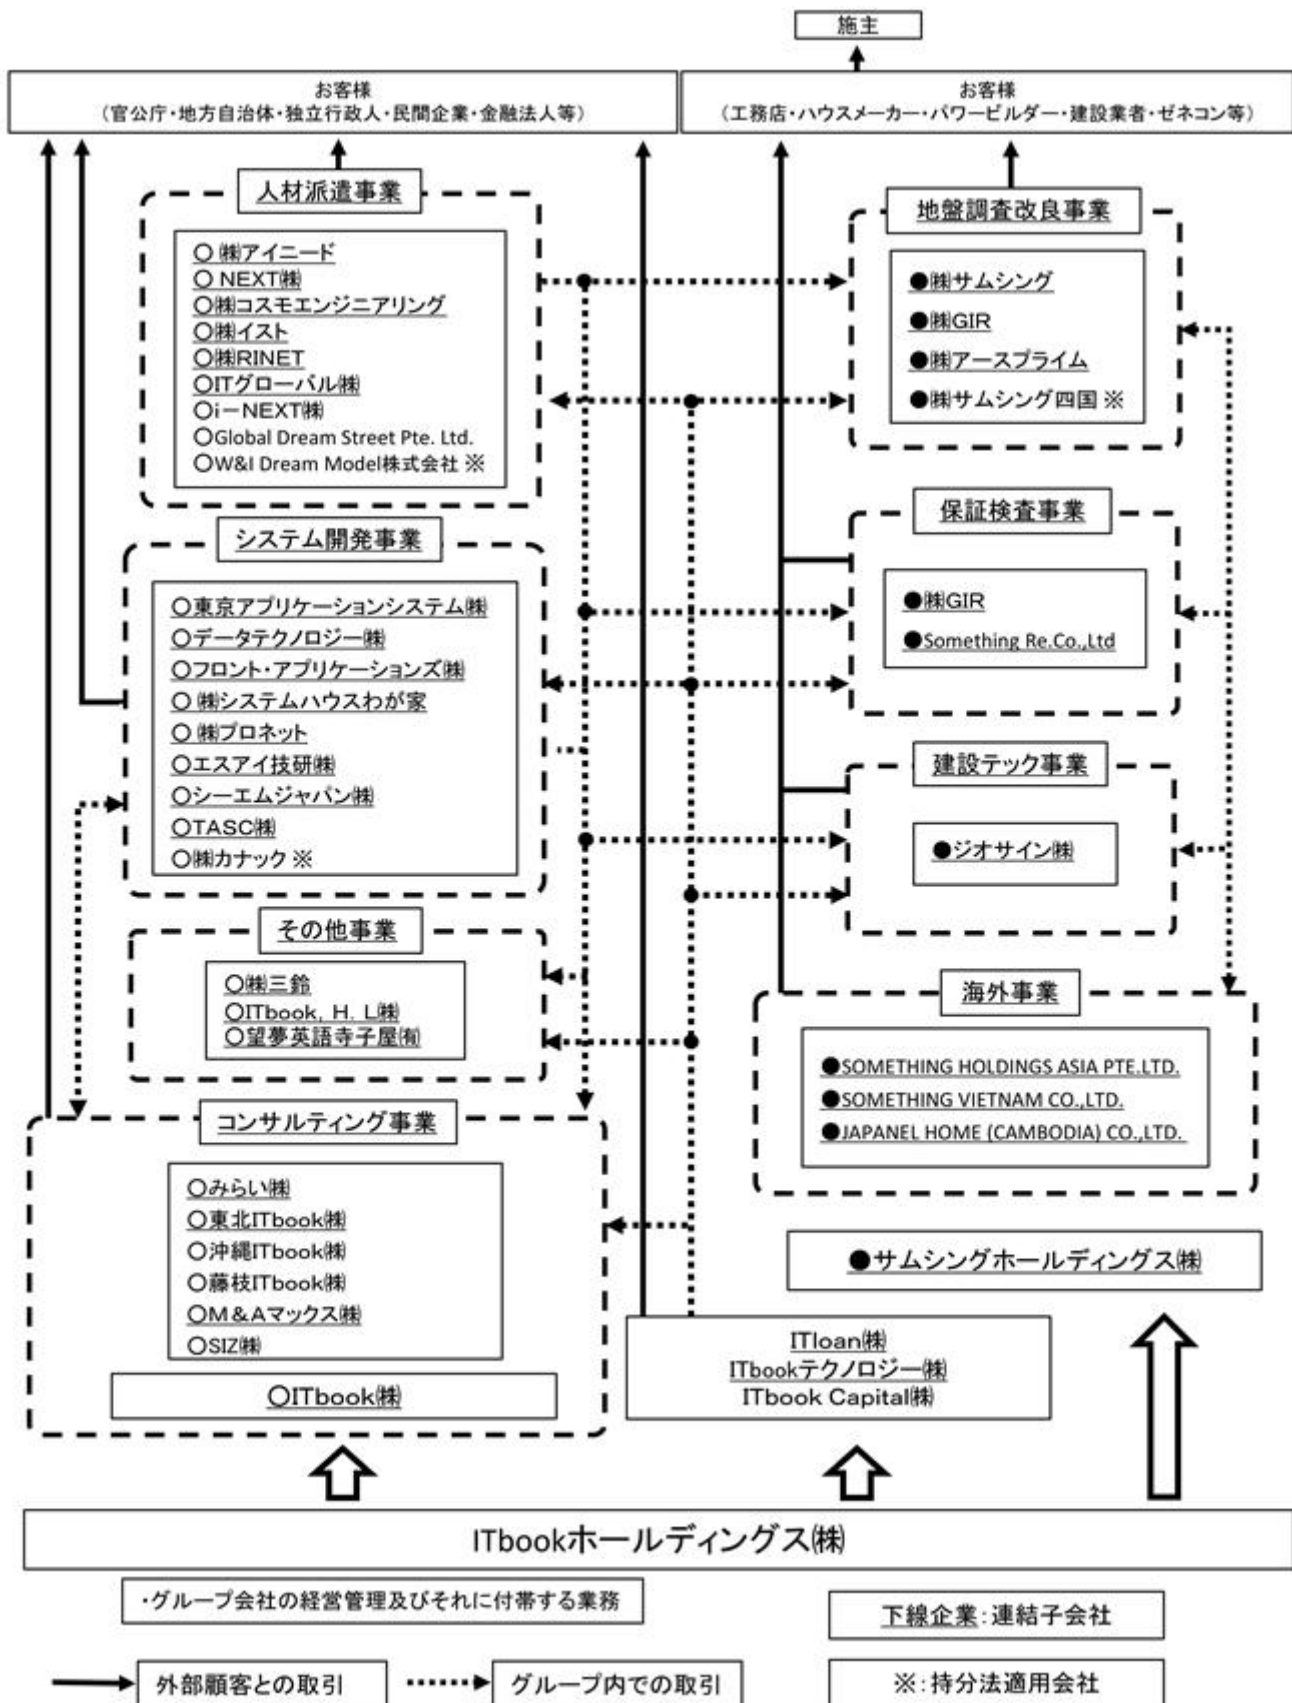 施主
お客様
（官公庁・地方自治体・独立行政人・民間企業・金融法人等）
お客様
（工務店・ハウスメーカー・パワービルダー・建設業者・ゼネコン等）
人材派遣事業
○㈱アイニード
○NEXT㈱
○㈱コスモエンジニアリング
○㈱イスト
○㈱RINET
○ITグローバル㈱
○i－NEXT㈱
○Global Dream Street Pte. Ltd.
○W&I Dream Model株式会社 ※
システム開発事業
○東京アプリケーションシステム㈱
○データテクノロジー㈱
○フロント・アプリケーションズ㈱
○㈱システムハウスわが家
○㈱プロネット
○エスアイ技研㈱
○シーエムジャパン㈱
○TASC㈱
○㈱カナック ※
その他事業
○㈱三鈴
○ITbook, H. L㈱
○望夢英語寺子屋㈲
コンサルティング事業
○みらい㈱
○東北ITbook㈱
○沖縄ITbook㈱
○藤枝ITbook㈱
○M＆Aマックス㈱
○SIZ㈱
○ITbook㈱
地盤調査改良事業
●㈱サムシング
●㈱GIR
●㈱アースプライム
●㈱サムシング四国 ※
保証検査事業
●㈱GIR
●Something Re.Co.,Ltd
建設テック事業
●ジオサイン㈱
海外事業
●SOMETHING HOLDINGS ASIA PTE.LTD.
●SOMETHING VIETNAM CO.,LTD.
●JAPANEL HOME (CAMBODIA) CO.,LTD.
●サムシングホールディングス㈱
ITloan㈱
ITbookテクノロジー㈱
ITbook Capital㈱
ITbookホールディングス㈱
・グループ会社の経営管理及びそれに付帯する業務
下線企業：連結子会社
外部顧客との取引
グループ内での取引
※：持分法適用会社